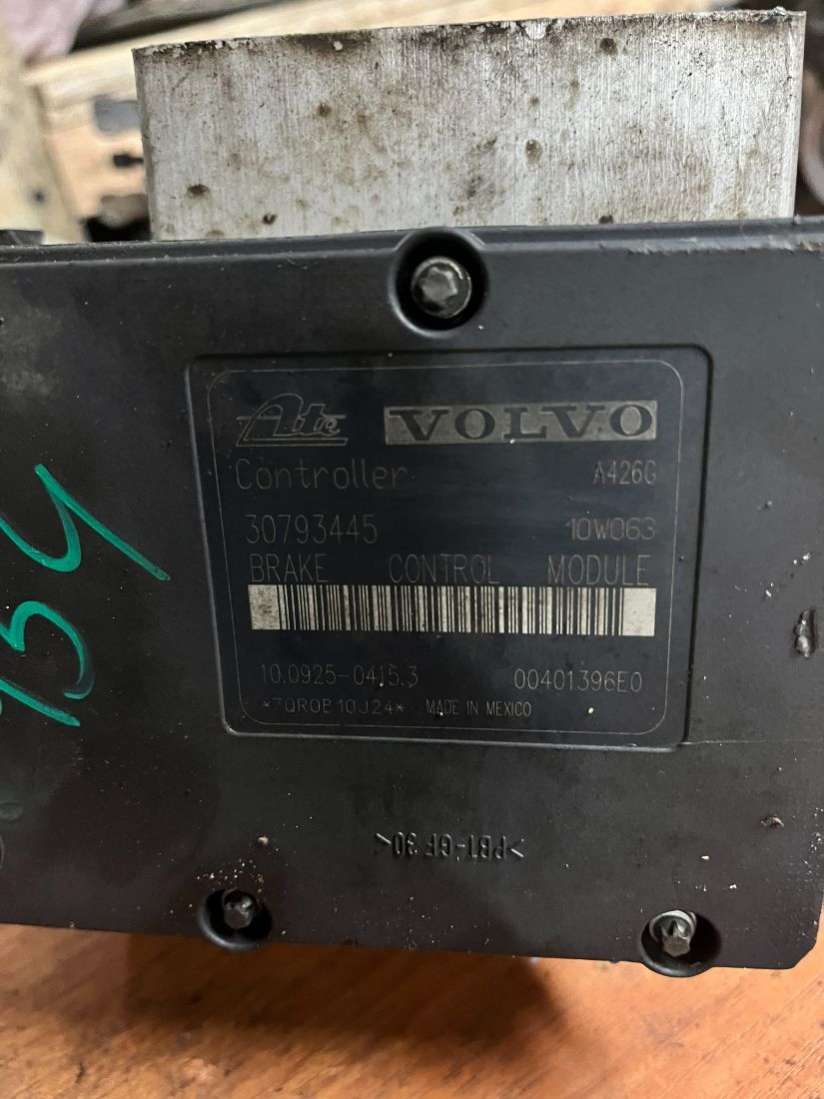 Ate VOLVO
Controller A426G
30793445 10W063
BRAKE CONTROL MODULE
10.0925-0415.3 00401396E0
*7QR0E10J24* MADE IN MEXICO
>PBT-GF30<